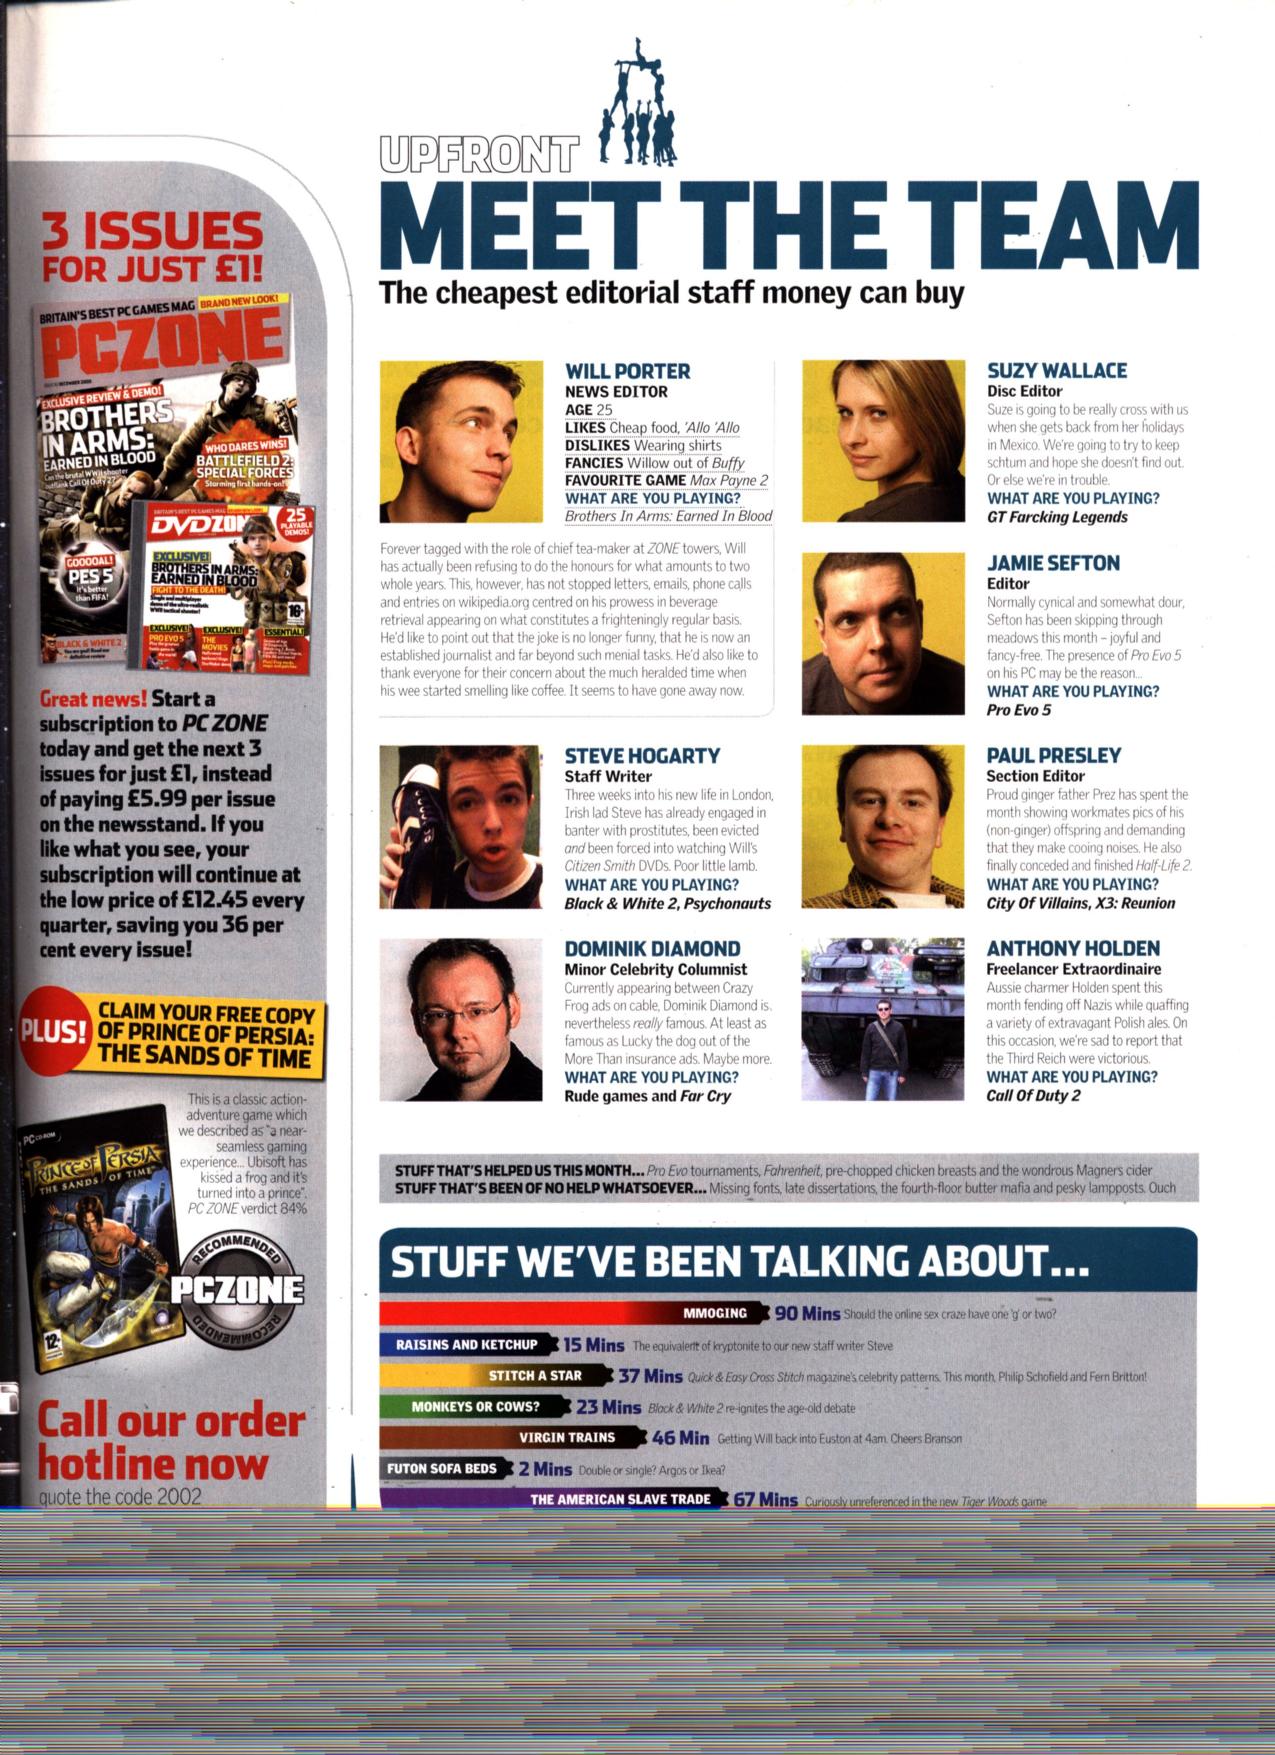 3 ISSUES
FOR JUST £1!
BRITAIN'S BEST PC GAMES MAG BRAND NEW LOOK!
PCZONE
EXCLUSIVE REVIEW & DEMO!
BROTHERS
IN ARMS:
EARNED IN BLOOD
WHO DARES WINS!
BATTLEFIELD 2:
SPECIAL FORCES
Storming first hands-on!
DVDZON
25
PLAYABLE
DEMOS!
EXCLUSIVE!
BROTHERS IN ARMS:
EARNED IN BLOOD
FIGHT TO THE DEATH!
GOOOOAL!
PES 5
It's better
than FIFA!
16+
BLACK & WHITE 2
EXCLUSIVE!
PRO EVO 5
EXCLUSIVE!
THE
MOVIES
ESSENTIAL!
Great news! Start a
subscription to PC ZONE
today and get the next 3
issues for just £1, instead
of paying £5.99 per issue
on the newsstand. If you
like what you see, your
subscription will continue at
the low price of £12.45 every
quarter, saving you 36 per
cent every issue!
PLUS!
CLAIM YOUR FREE COPY
OF PRINCE OF PERSIA:
THE SANDS OF TIME
PC CD-ROM
PRINCE OF PERSIA
THE SANDS OF TIME
12+
This is a classic action-
adventure game which
we described as "a near-
seamless gaming
experience... Ubisoft has
kissed a frog and it's
turned into a prince".
PC ZONE verdict 84%
RECOMMENDED
PCZONE
RECOMMENDED
Call our order
hotline now
quote the code 2002
UPFRONT
MEET THE TEAM
The cheapest editorial staff money can buy
WILL PORTER
NEWS EDITOR
AGE 25
LIKES Cheap food, 'Allo 'Allo
DISLIKES Wearing shirts
FANCIES Willow out of Buffy
FAVOURITE GAME Max Payne 2
WHAT ARE YOU PLAYING?
Brothers In Arms: Earned In Blood
Forever tagged with the role of chief tea-maker at ZONE towers, Will
has actually been refusing to do the honours for what amounts to two
whole years. This, however, has not stopped letters, emails, phone calls
and entries on wikipedia.org centred on his prowess in beverage
retrieval appearing on what constitutes a frighteningly regular basis.
He'd like to point out that the joke is no longer funny, that he is now an
established journalist and far beyond such menial tasks. He'd also like to
thank everyone for their concern about the much heralded time when
his wee started smelling like coffee. It seems to have gone away now.
SUZY WALLACE
Disc Editor
Suze is going to be really cross with us
when she gets back from her holidays
in Mexico. We're going to try to keep
schtum and hope she doesn't find out.
Or else we're in trouble.
WHAT ARE YOU PLAYING?
GT Farcking Legends
JAMIE SEFTON
Editor
Normally cynical and somewhat dour,
Sefton has been skipping through
meadows this month – joyful and
fancy-free. The presence of Pro Evo 5
on his PC may be the reason...
WHAT ARE YOU PLAYING?
Pro Evo 5
STEVE HOGARTY
Staff Writer
Three weeks into his new life in London,
Irish lad Steve has already engaged in
banter with prostitutes, been evicted
and been forced into watching Will's
Citizen Smith DVDs. Poor little lamb.
WHAT ARE YOU PLAYING?
Black & White 2, Psychonauts
PAUL PRESLEY
Section Editor
Proud ginger father Prez has spent the
month showing workmates pics of his
(non-ginger) offspring and demanding
that they make cooing noises. He also
finally conceded and finished Half-Life 2.
WHAT ARE YOU PLAYING?
City Of Villains, X3: Reunion
DOMINIK DIAMOND
Minor Celebrity Columnist
Currently appearing between Crazy
Frog ads on cable, Dominik Diamond is,
nevertheless really famous. At least as
famous as Lucky the dog out of the
More Than insurance ads. Maybe more.
WHAT ARE YOU PLAYING?
Rude games and Far Cry
ANTHONY HOLDEN
Freelancer Extraordinaire
Aussie charmer Holden spent this
month fending off Nazis while quaffing
a variety of extravagant Polish ales. On
this occasion, we're sad to report that
the Third Reich were victorious.
WHAT ARE YOU PLAYING?
Call Of Duty 2
STUFF THAT'S HELPED US THIS MONTH... Pro Evo tournaments, Fahrenheit, pre-chopped chicken breasts and the wondrous Magners cider
STUFF THAT'S BEEN OF NO HELP WHATSOEVER... Missing fonts, late dissertations, the fourth-floor butter mafia and pesky lampposts. Ouch
STUFF WE'VE BEEN TALKING ABOUT...
MMOGING 90 Mins Should the online sex craze have one 'g' or two?
RAISINS AND KETCHUP 15 Mins The equivalent of kryptonite to our new staff writer Steve
STITCH A STAR 37 Mins Quick & Easy Cross Stitch magazine's celebrity patterns. This month, Philip Schofield and Fern Britton!
MONKEYS OR COWS? 23 Mins Black & White 2 re-ignites the age-old debate
VIRGIN TRAINS 46 Min Getting Will back into Euston at 4am. Cheers Branson
FUTON SOFA BEDS 2 Mins Double or single? Argos or Ikea?
THE AMERICAN SLAVE TRADE 67 Mins Curiously unreferenced in the new Tiger Woods game